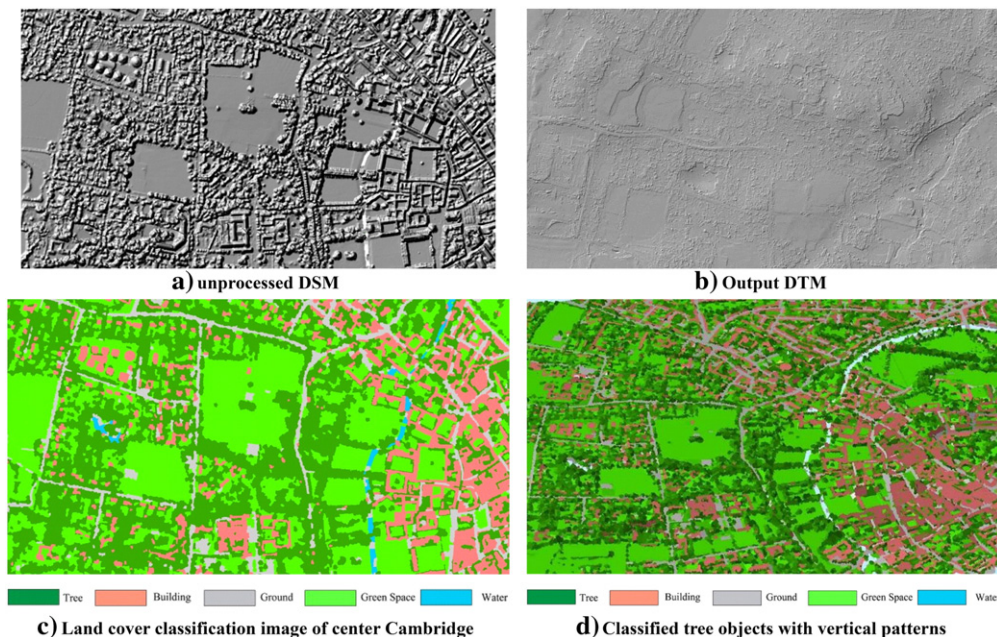 a) unprocessed DSM
b) Output DTM
Tree Building Ground Green Space Water
Tree Building Ground Green Space Water
c) Land cover classification image of center Cambridge
d) Classified tree objects with vertical patterns